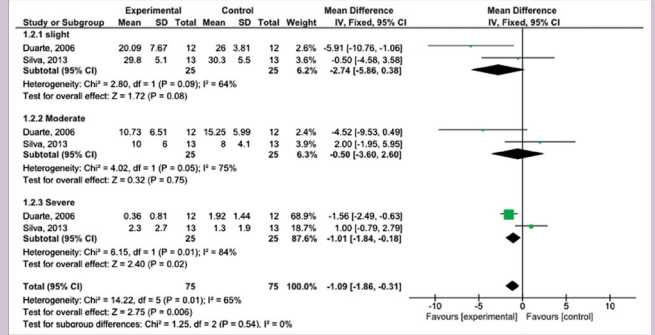 Experimental Control Mean Difference Mean Difference
Study or Subgroup Mean SD Total Mean SD Total Weight IV, Fixed, 95% CI IV, Fixed, 95% CI
1.2.1 slight
Duarte, 2006 20.09 7.67 12 26 3.81 12 2.6% -5.91 [-10.76, -1.06]
Silva, 2013 29.8 5.1 13 30.3 5.5 13 3.6% -0.50 [-4.58, 3.58]
Subtotal (95% CI) 25 25 6.2% -2.74 [-5.86, 0.38]
Heterogeneity: Chi² = 2.80, df = 1 (P = 0.09); I² = 64%
Test for overall effect: Z = 1.72 (P = 0.08)
1.2.2 Moderate
Duarte, 2006 10.73 6.51 12 15.25 5.99 12 2.4% -4.52 [-9.53, 0.49]
Silva, 2013 10 6 13 8 4.1 13 3.9% 2.00 [-1.95, 5.95]
Subtotal (95% CI) 25 25 6.3% -0.50 [-3.60, 2.60]
Heterogeneity: Chi² = 4.02, df = 1 (P = 0.05); I² = 75%
Test for overall effect: Z = 0.32 (P = 0.75)
1.2.3 Severe
Duarte, 2006 0.36 0.81 12 1.92 1.44 12 68.9% -1.56 [-2.49, -0.63]
Silva, 2013 2.3 2.7 13 1.3 1.9 13 18.7% 1.00 [-0.79, 2.79]
Subtotal (95% CI) 25 25 87.6% -1.01 [-1.84, -0.18]
Heterogeneity: Chi² = 6.15, df = 1 (P = 0.01); I² = 84%
Test for overall effect: Z = 2.40 (P = 0.02)
Total (95% CI) 75 75 100.0% -1.09 [-1.86, -0.31]
Heterogeneity: Chi² = 14.22, df = 5 (P = 0.01); I² = 65%
Test for overall effect: Z = 2.75 (P = 0.006)
Test for subgroup differences: Chi² = 1.25, df = 2 (P = 0.54), I² = 0%
-10 -5 0 5 10
Favours [experimental] Favours [control]